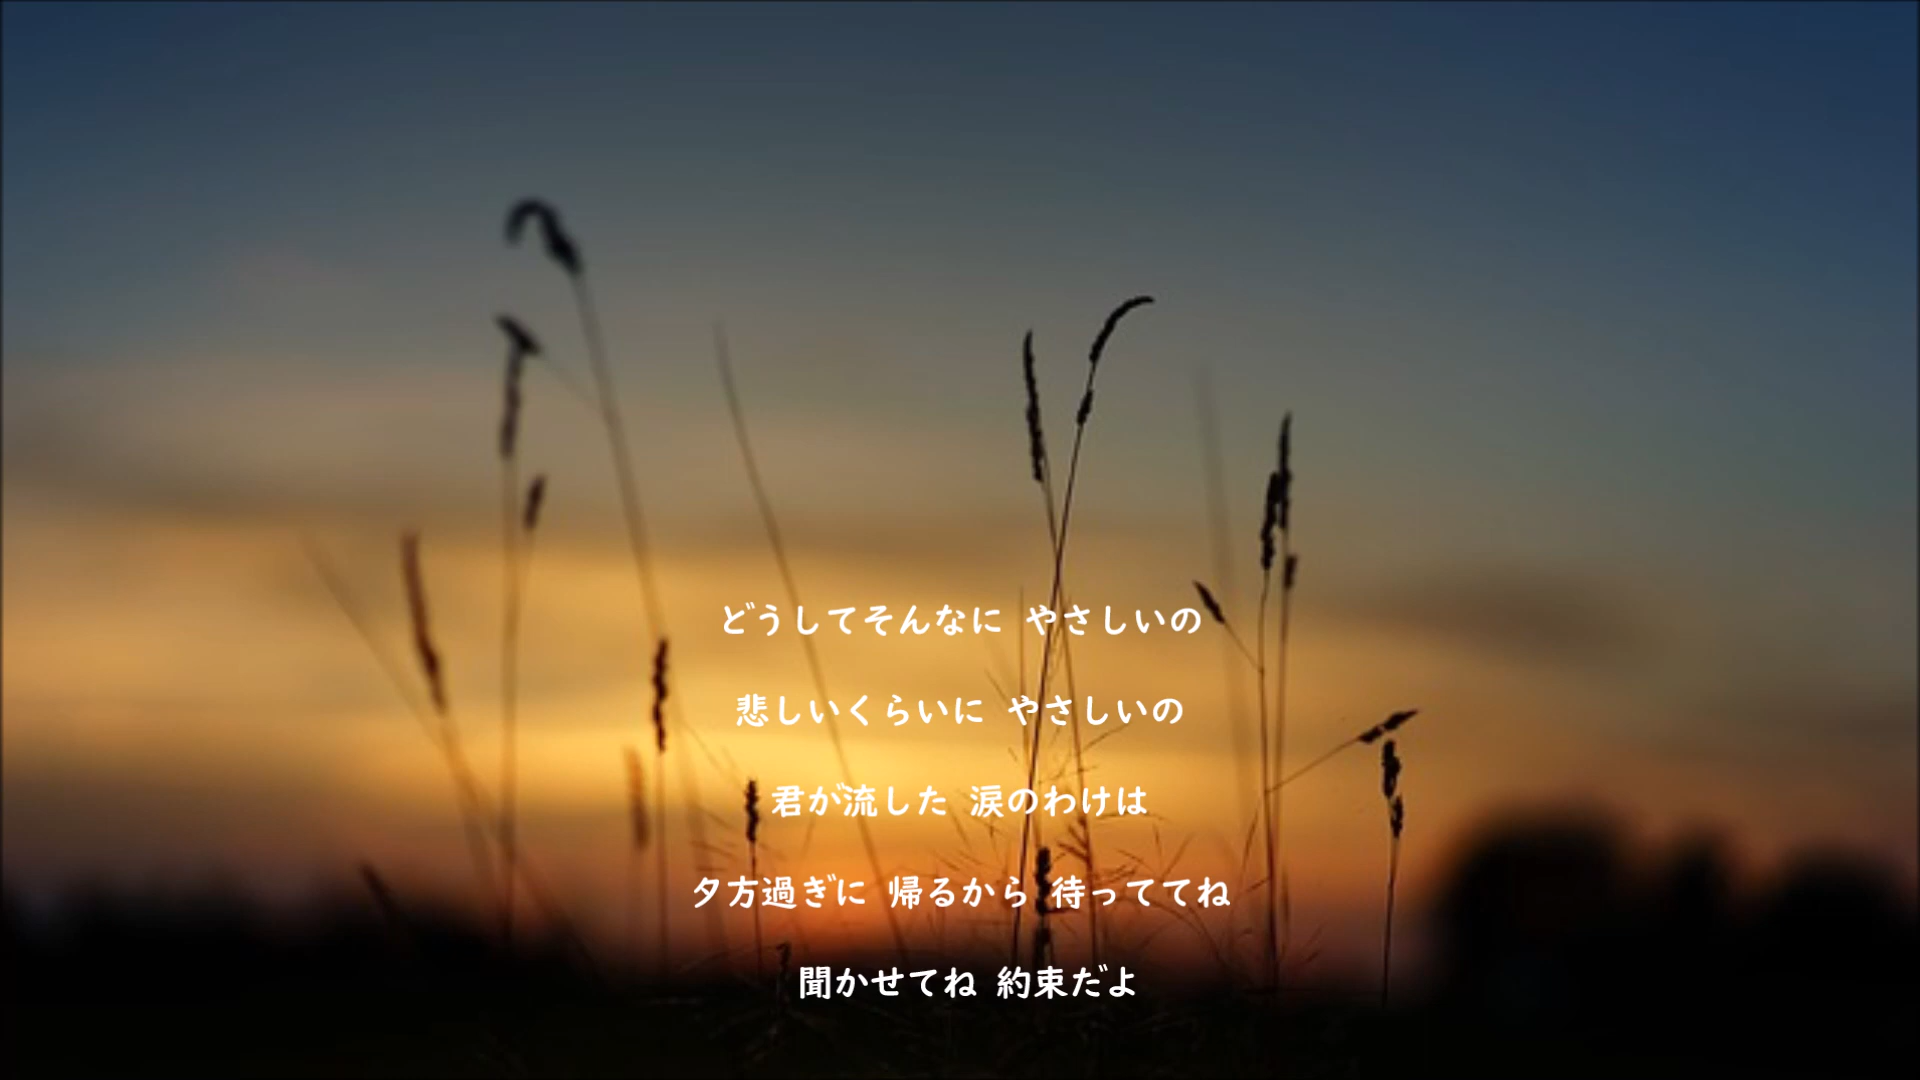 どうしてそんなに やさしいの
悲しいくらいに やさしいの
君が流した 涙のわけは
夕方過ぎに 帰るから 待っててね
聞かせてね 約束だよ